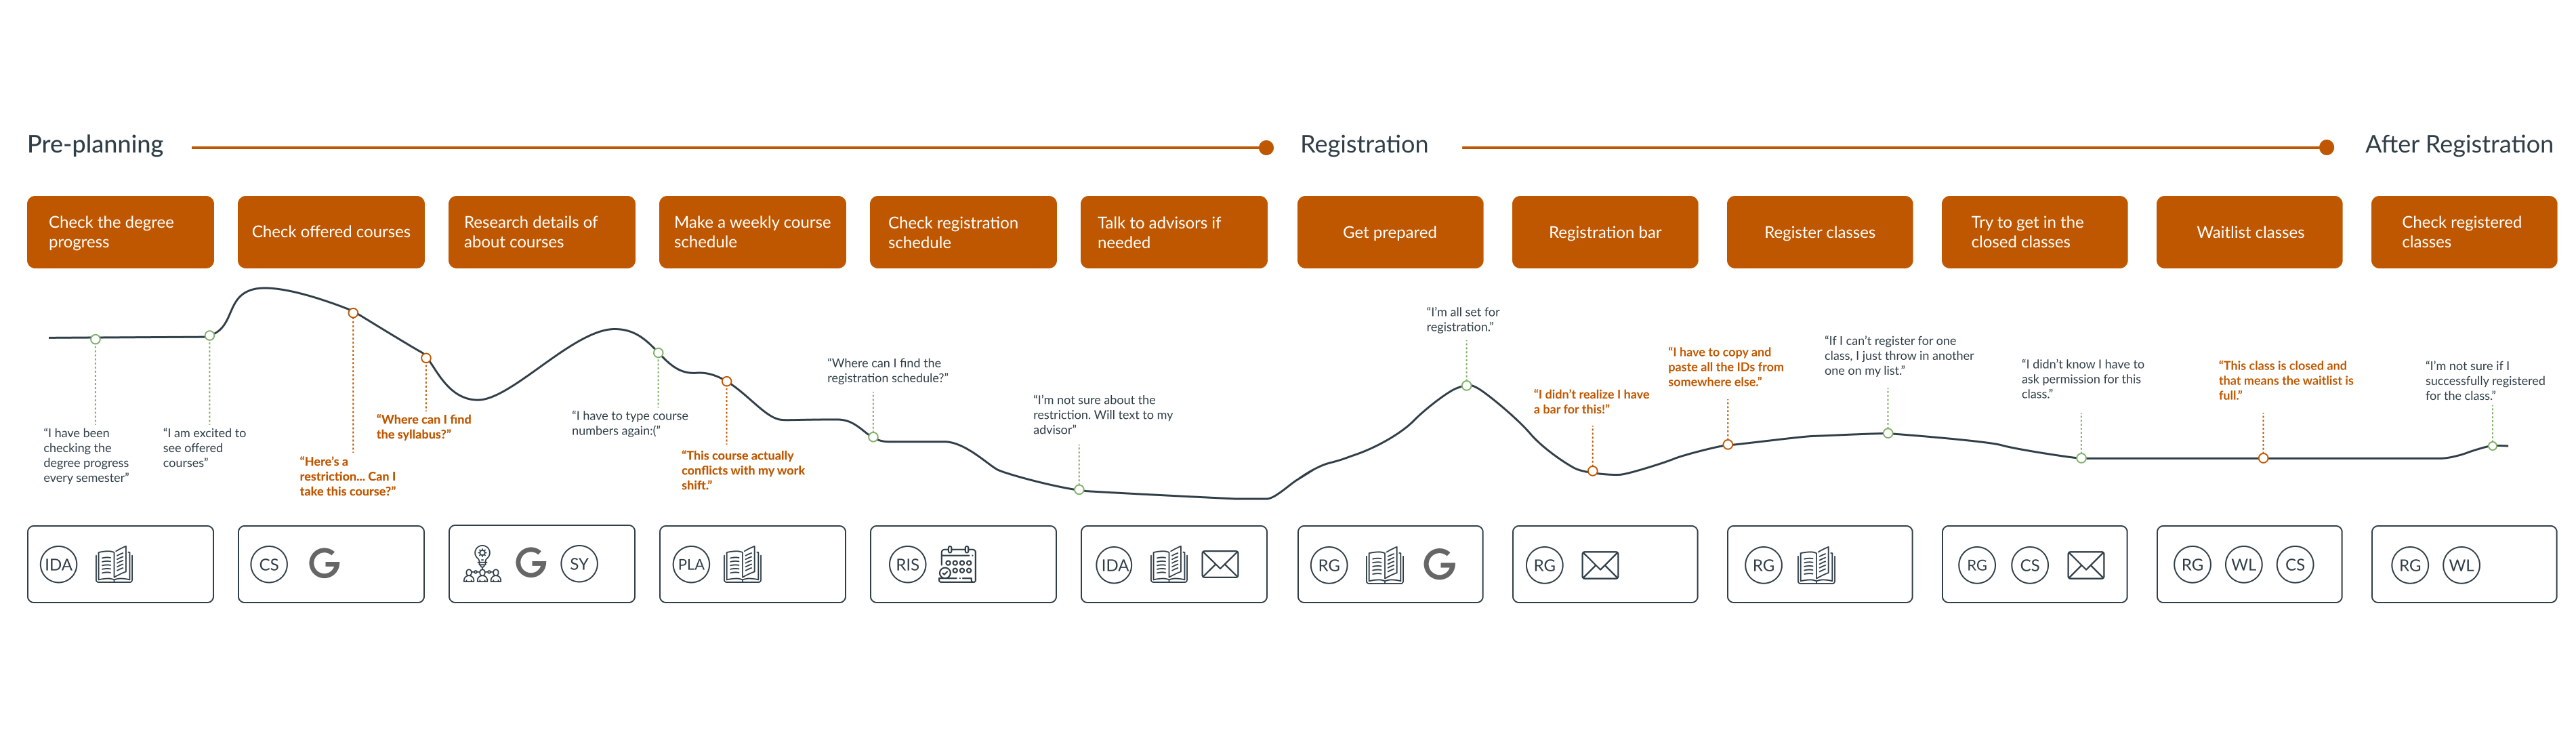 Pre-planning
Registration
After Registration
Check the degree
progress
Check offered courses
Research details of
about courses
Make a weekly course
schedule
Check registration
schedule
Talk to advisors if
needed
Get prepared
Registration bar
Register classes
Try to get in the
closed classes
Waitlist classes
Check registered
classes
“I have been
checking the
degree progress
every semester”
“I am excited to
see offered
courses”
“Here’s a
restriction... Can I
take this course?”
“Where can I find
the syllabus?”
“I have to type course
numbers again:(”
“This course actually
conflicts with my work
shift.”
“Where can I find the
registration schedule?”
“I’m not sure about the
restriction. Will text to my
advisor”
“I’m all set for
registration.”
“I didn’t realize I have
a bar for this!”
“I have to copy and
paste all the IDs from
somewhere else.”
“If I can’t register for one
class, I just throw in another
one on my list.”
“I didn’t know I have to
ask permission for this
class.”
“This class is closed and
that means the waitlist is
full.”
“I’m not sure if I
successfully registered
for the class.”
IDA
CS G
G SY
PLA
RIS
IDA
RG G
RG
RG
RG CS
RG WL CS
RG WL